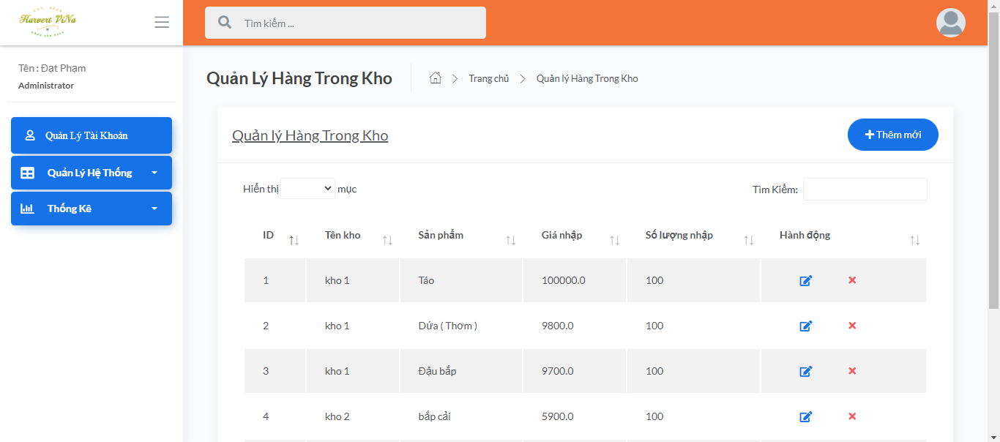 Harvert ViNa
Tìm kiếm ...
Tên : Đạt Phạm
Administrator
Quản Lý Tài Khoản
Quản Lý Hệ Thống
Thống Kê
Quản Lý Hàng Trong Kho
Trang chủ
Quản lý Hàng Trong Kho
Quản lý Hàng Trong Kho
Thêm mới
Hiển thị mục
Tìm Kiếm:
ID Tên kho Sản phẩm Giá nhập Số lượng nhập Hành động
1 kho 1 Táo 100000.0 100
2 kho 1 Dứa ( Thơm ) 9800.0 100
3 kho 1 Đậu bắp 9700.0 100
4 kho 2 bắp cải 5900.0 100